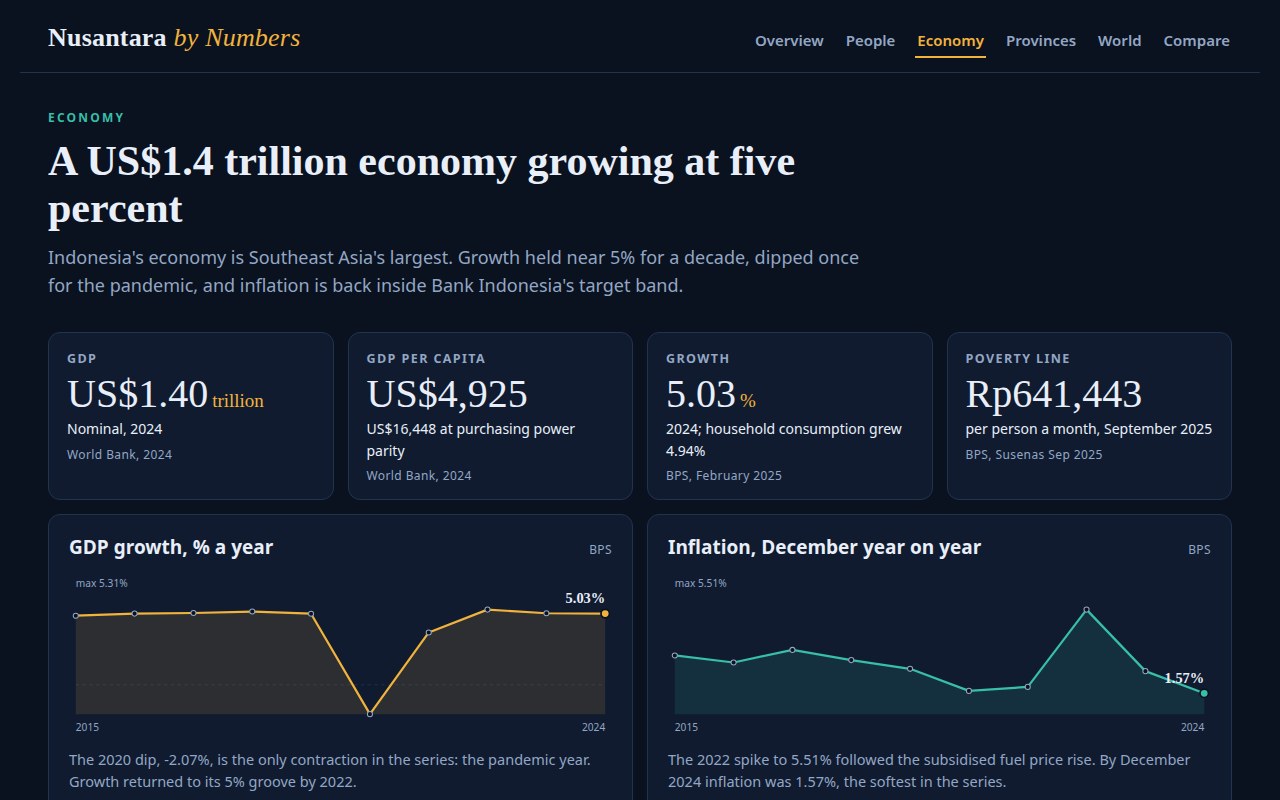 Nusantara by Numbers
Overview People Economy Provinces World Compare
ECONOMY
A US$1.4 trillion economy growing at five
percent
Indonesia's economy is Southeast Asia's largest. Growth held near 5% for a decade, dipped once
for the pandemic, and inflation is back inside Bank Indonesia's target band.
GDP
US$1.40 trillion
Nominal, 2024
World Bank, 2024
GDP PER CAPITA
US$4,925
US$16,448 at purchasing power
parity
World Bank, 2024
GROWTH
5.03 %
2024; household consumption grew
4.94%
BPS, February 2025
POVERTY LINE
Rp641,443
per person a month, September 2025
BPS, Susenas Sep 2025
GDP growth, % a year
BPS
max 5.31%
5.03%
2015
2024
The 2020 dip, -2.07%, is the only contraction in the series: the pandemic year.
Growth returned to its 5% groove by 2022.
Inflation, December year on year
BPS
max 5.51%
1.57%
2015
2024
The 2022 spike to 5.51% followed the subsidised fuel price rise. By December
2024 inflation was 1.57%, the softest in the series.